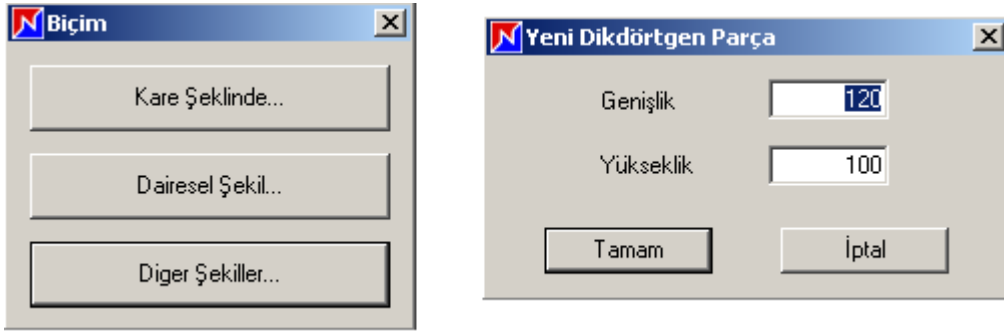 Biçim
Kare Şeklinde...
Dairesel Şekil...
Diger Şekiller...
Yeni Dikdörtgen Parça
Genişlik 120
Yükseklik 100
Tamam İptal